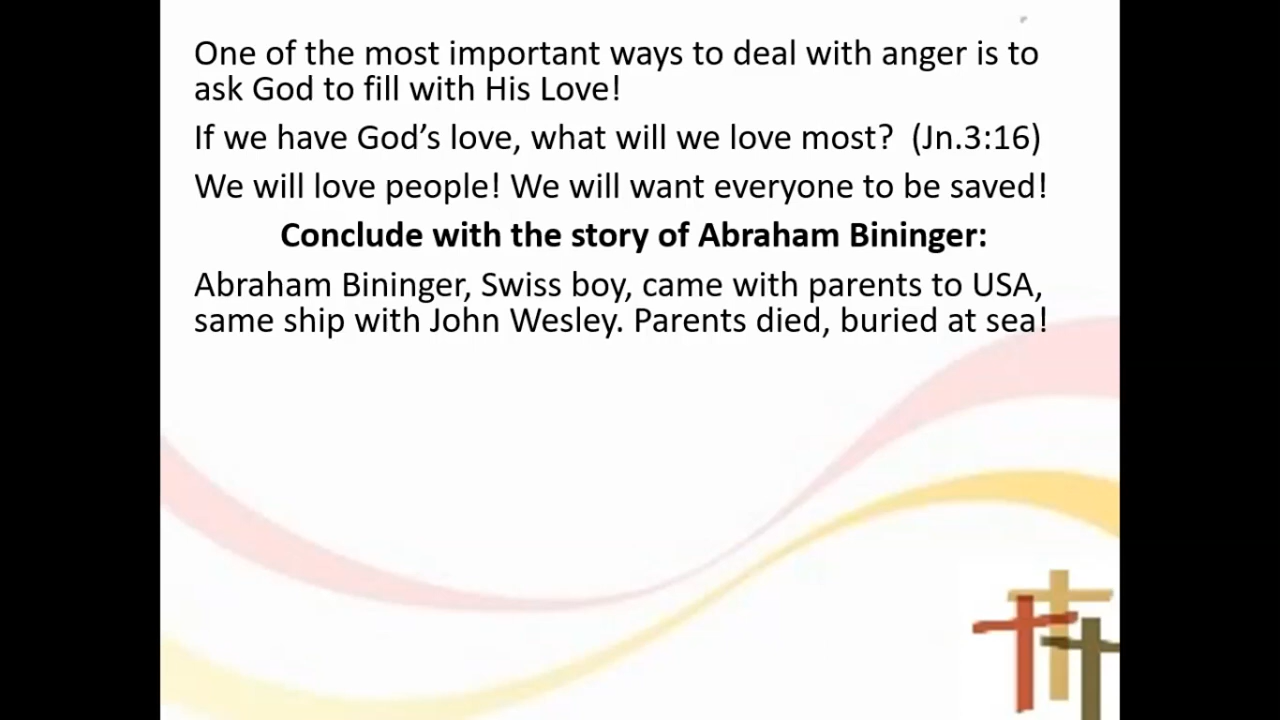 One of the most important ways to deal with anger is to
ask God to fill with His Love!
If we have God’s love, what will we love most?  (Jn.3:16)
We will love people! We will want everyone to be saved!
Conclude with the story of Abraham Bininger:
Abraham Bininger, Swiss boy, came with parents to USA,
same ship with John Wesley. Parents died, buried at sea!